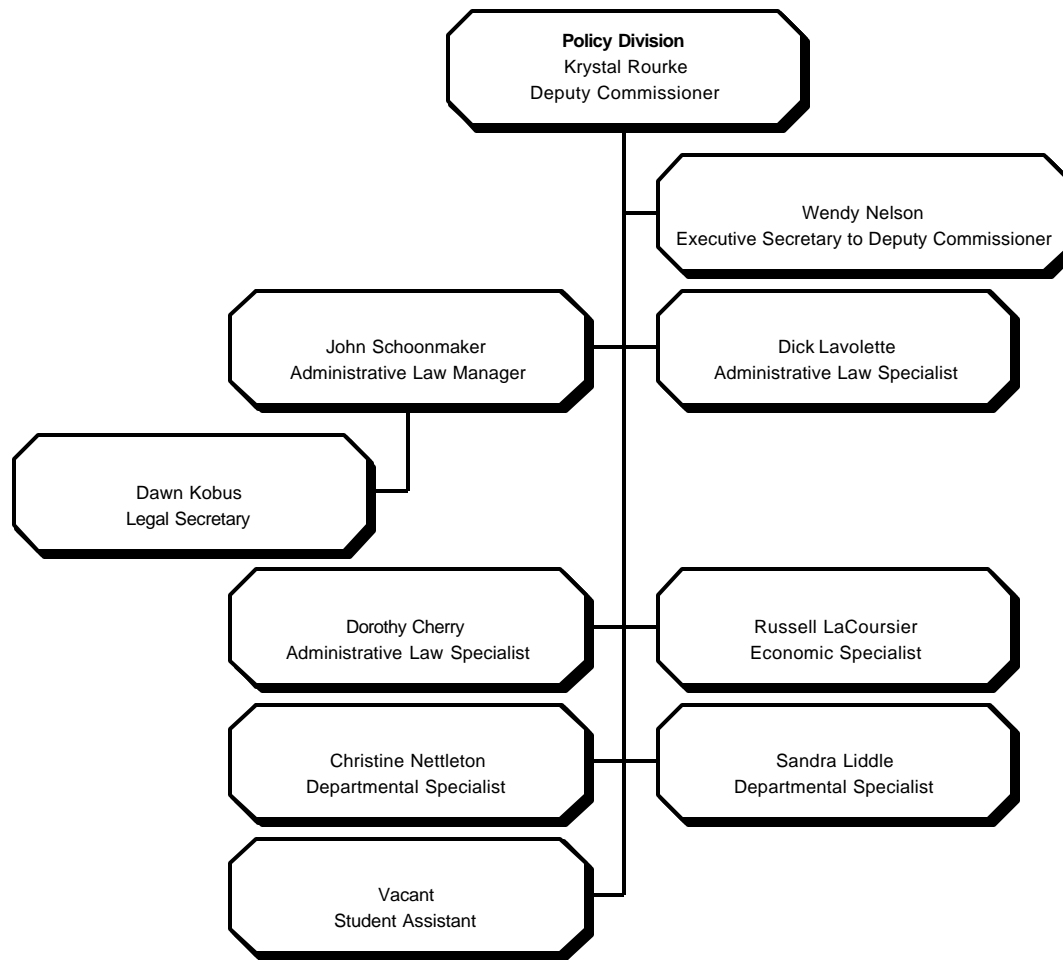 Policy Division
Krystal Rourke
Deputy Commissioner
Wendy Nelson
Executive Secretary to Deputy Commissioner
John Schoonmaker
Administrative Law Manager
Dick Lavolette
Administrative Law Specialist
Dawn Kobus
Legal Secretary
Dorothy Cherry
Administrative Law Specialist
Russell LaCoursier
Economic Specialist
Christine Nettleton
Departmental Specialist
Sandra Liddle
Departmental Specialist
Vacant
Student Assistant